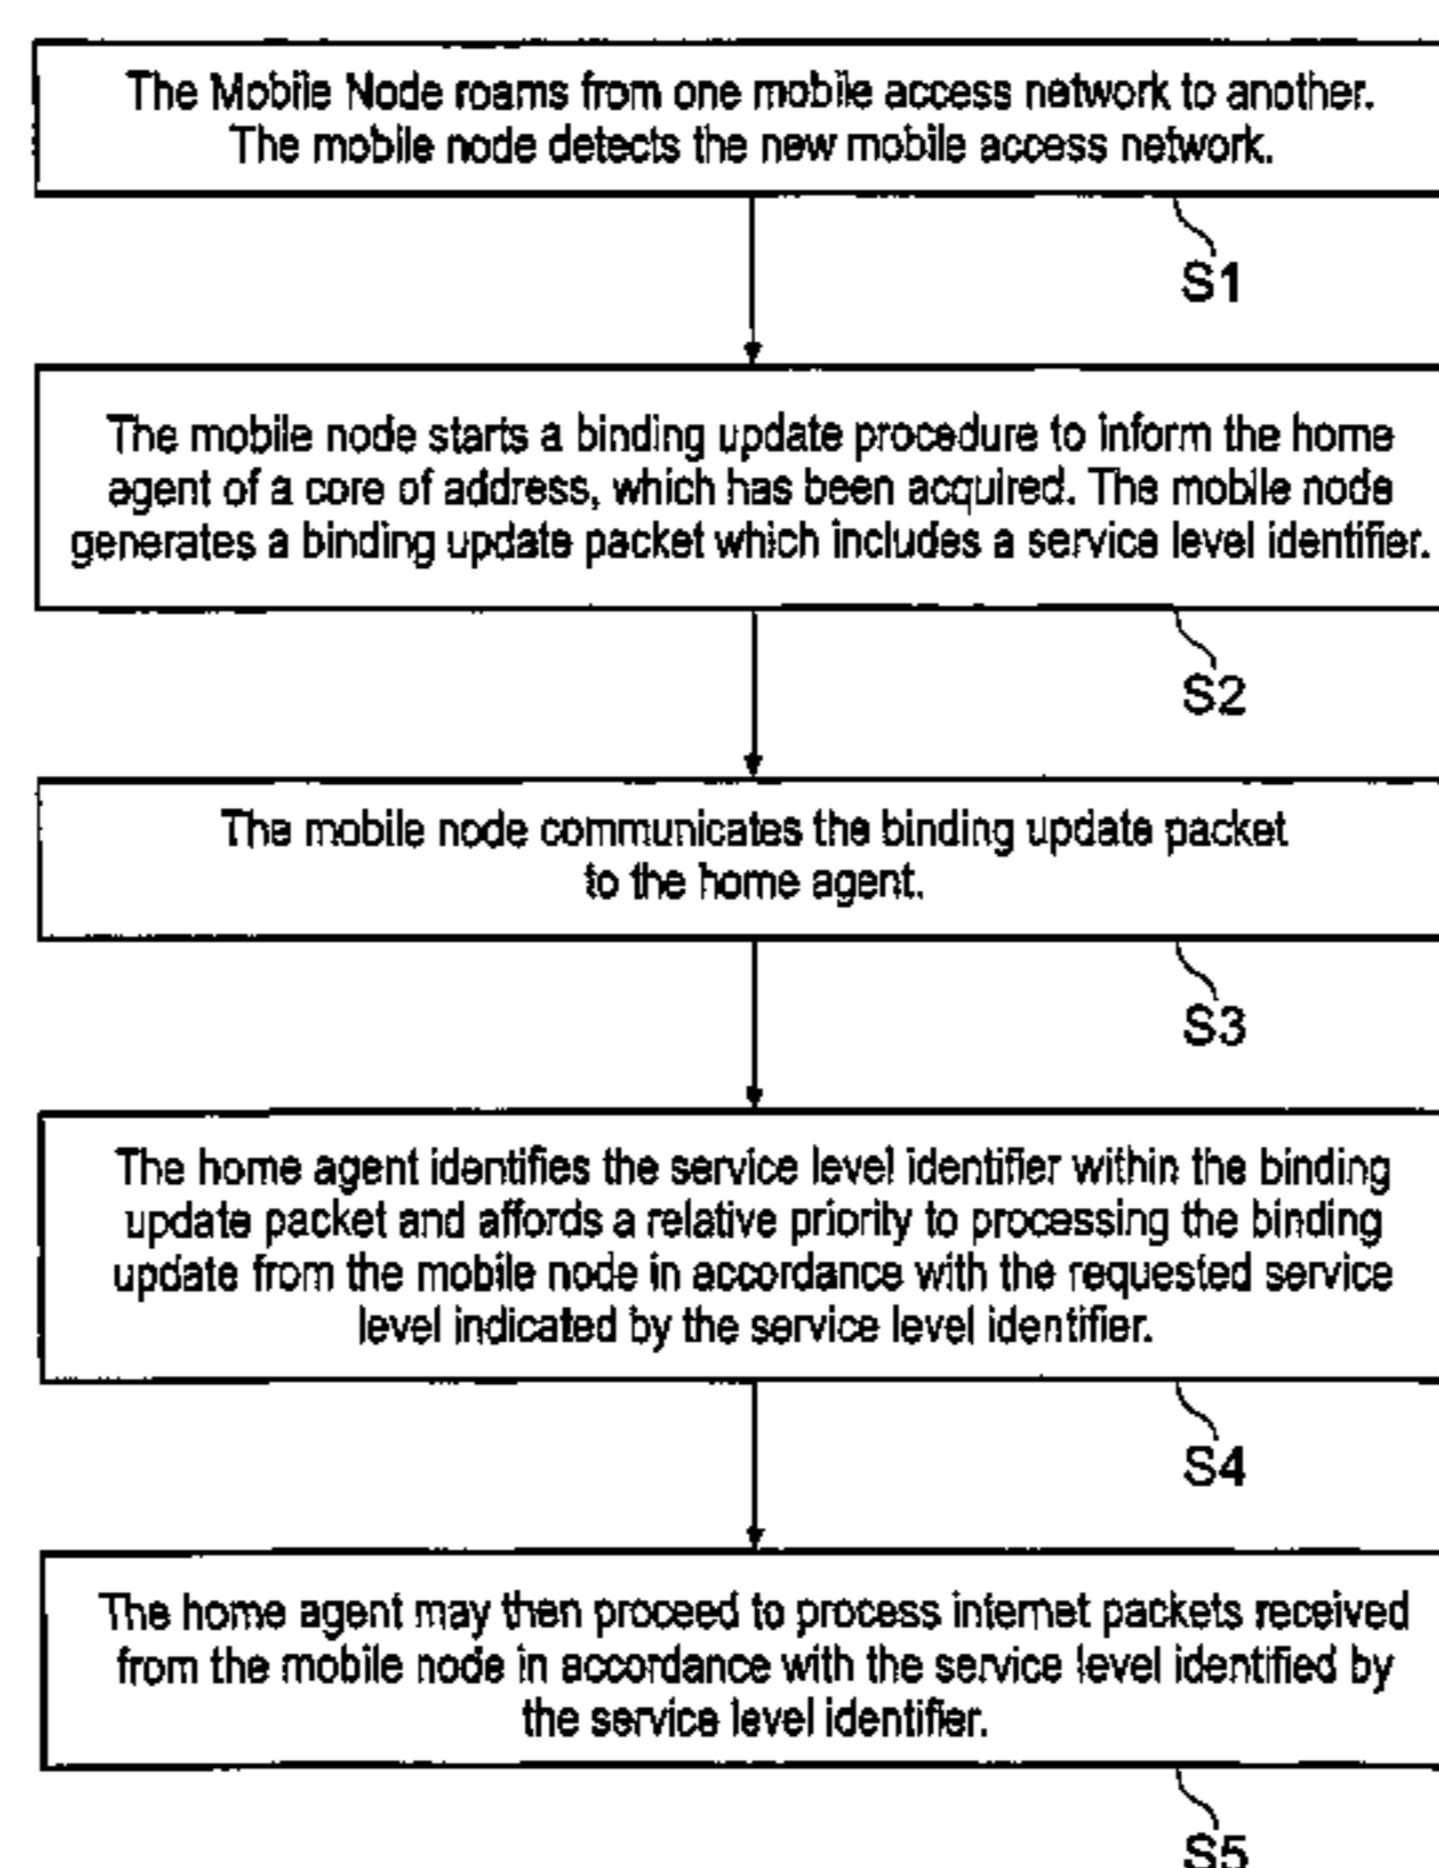 The Mobile Node roams from one mobile access network to another.
The mobile node detects the new mobile access network.
S1
The mobile node starts a binding update procedure to inform the home
agent of a core of address, which has been acquired. The mobile node
generates a binding update packet which includes a service level identifier.
S2
The mobile node communicates the binding update packet
to the home agent.
S3
The home agent identifies the service level identifier within the binding
update packet and affords a relative priority to processing the binding
update from the mobile node in accordance with the requested service
level indicated by the service level identifier.
S4
The home agent may then proceed to process internet packets received
from the mobile node in accordance with the service level identified by
the service level identifier.
S5